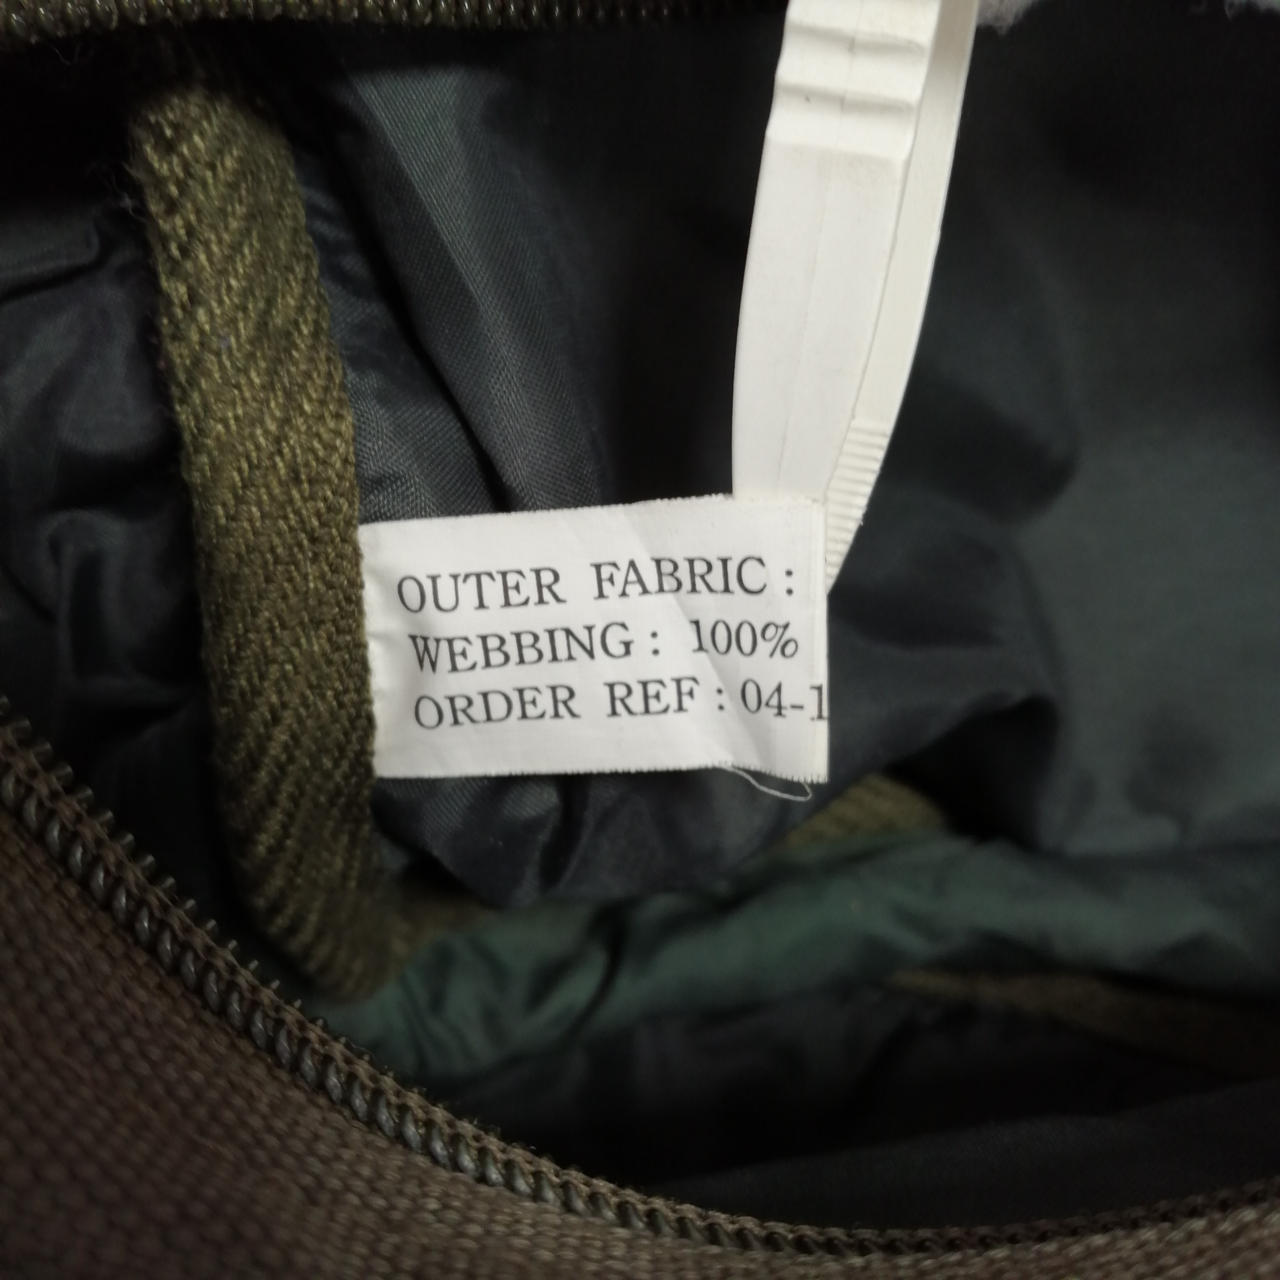 OUTER FABRIC :
WEBBING : 100%
ORDER REF : 04-1